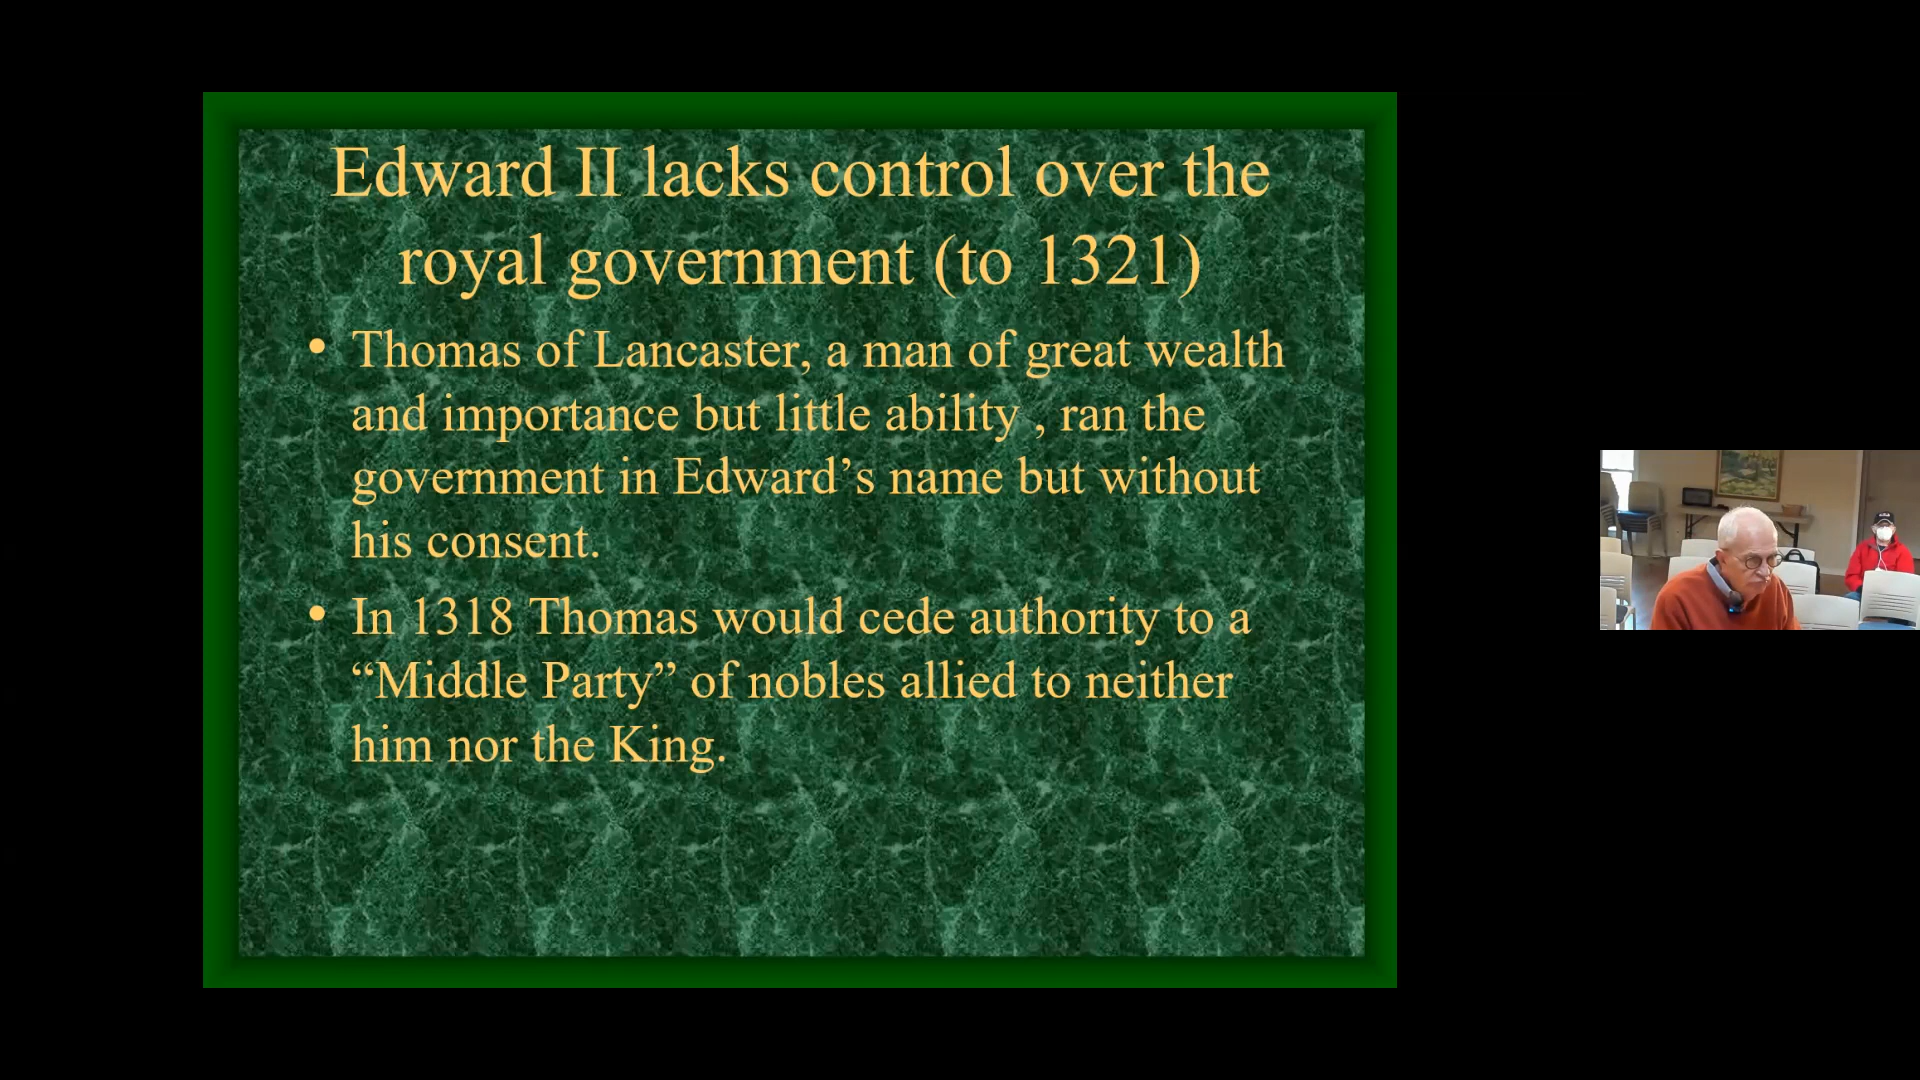 Edward II lacks control over the
royal government (to 1321)
• Thomas of Lancaster, a man of great wealth
and importance but little ability , ran the
government in Edward’s name but without
his consent.
• In 1318 Thomas would cede authority to a
“Middle Party” of nobles allied to neither
him nor the King.